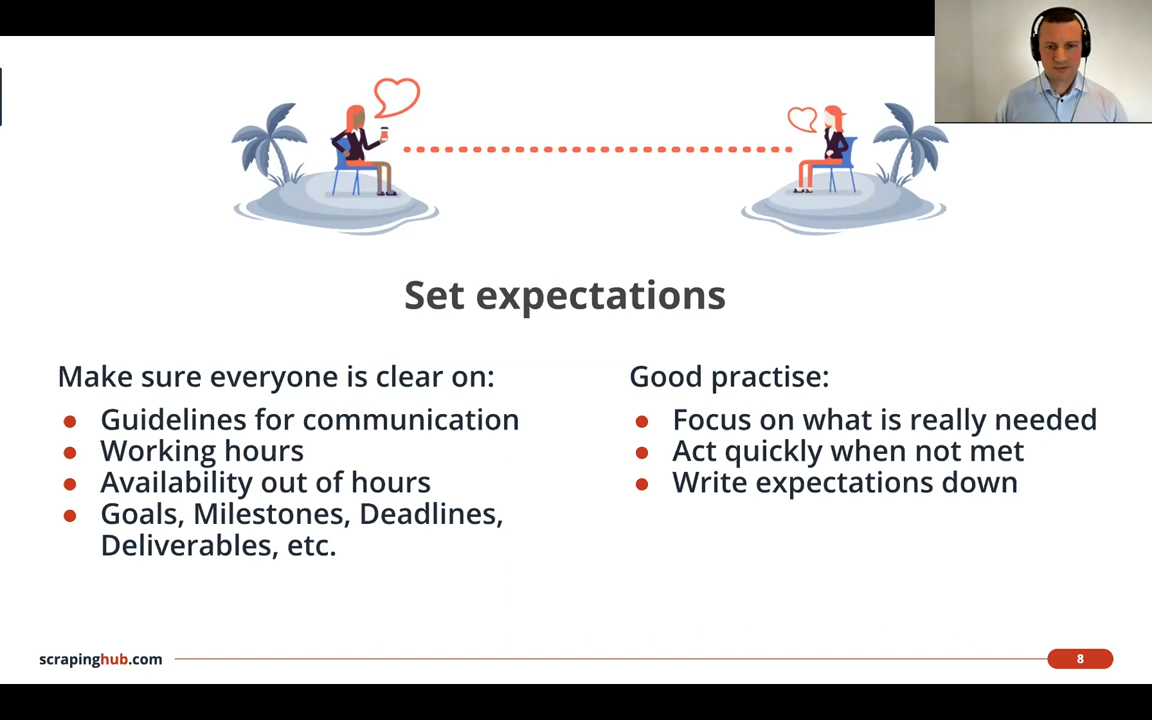 Set expectations
Make sure everyone is clear on:
Guidelines for communication
Working hours
Availability out of hours
Goals, Milestones, Deadlines,
Deliverables, etc.
Good practise:
Focus on what is really needed
Act quickly when not met
Write expectations down
scrapinghub.com
8